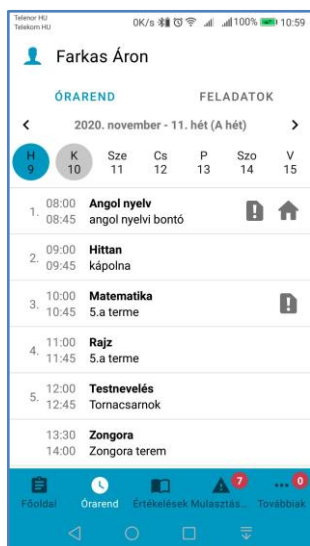 Telenor HU
Telekom HU
0K/s 100% 10:59
Farkas Áron
ÓRAREND FELADATOK
< 2020. november - 11. hét (A hét) >
H K Sze Cs P Szo V
9 10 11 12 13 14 15
1. 08:00 Angol nyelv
08:45 angol nyelvi bontó
2. 09:00 Hittan
09:45 kápolna
3. 10:00 Matematika
10:45 5.a terme
4. 11:00 Rajz
11:45 5.a terme
5. 12:00 Testnevelés
12:45 Tornacsarnok
13:30 Zongora
14:00 Zongora terem
7 0
Főoldal Órarend Értékelések Mulasztás... Továbbiak